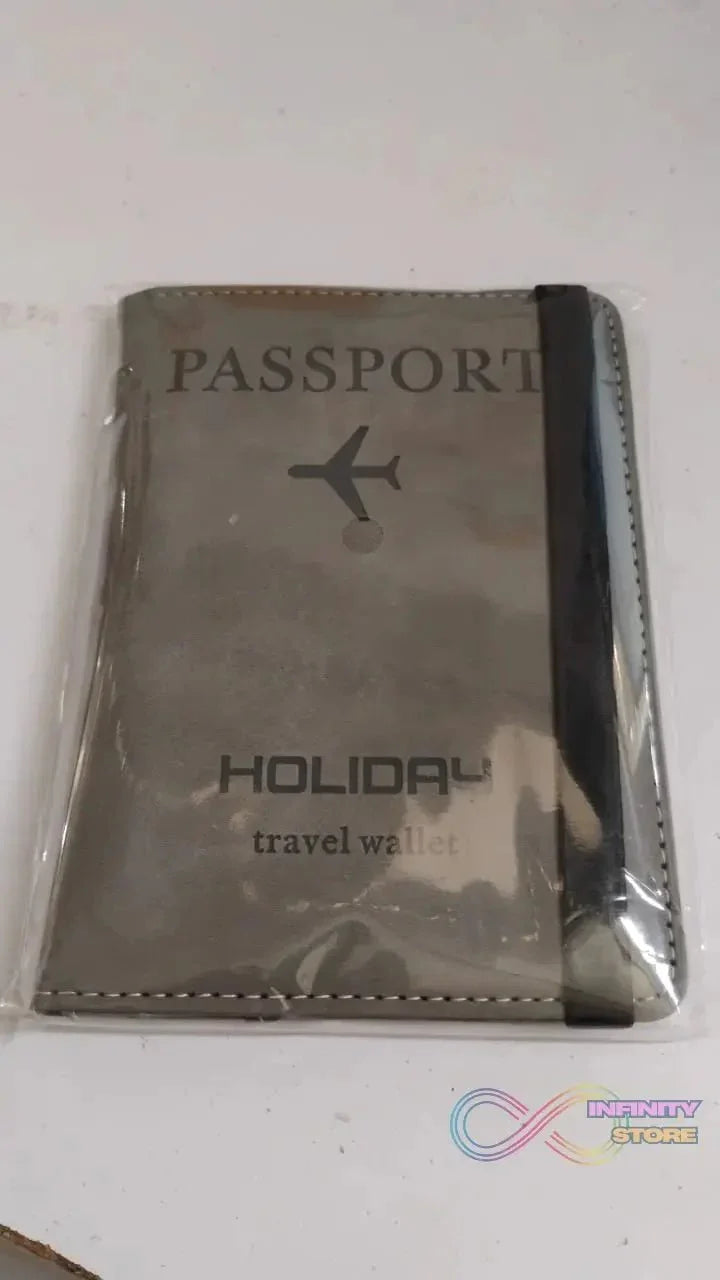 PASSPORT
HOLIDAY
travel wallet
INFINITY
STORE